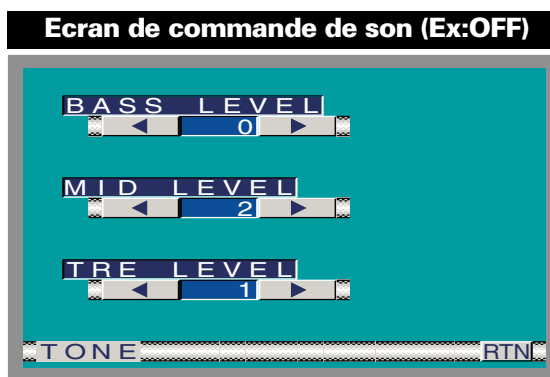 Ecran de commande de son (Ex:OFF)
BASS LEVEL
◀ 0 ▶
MID LEVEL
◀ 2 ▶
TRE LEVEL
◀ 1 ▶
TONE RTN